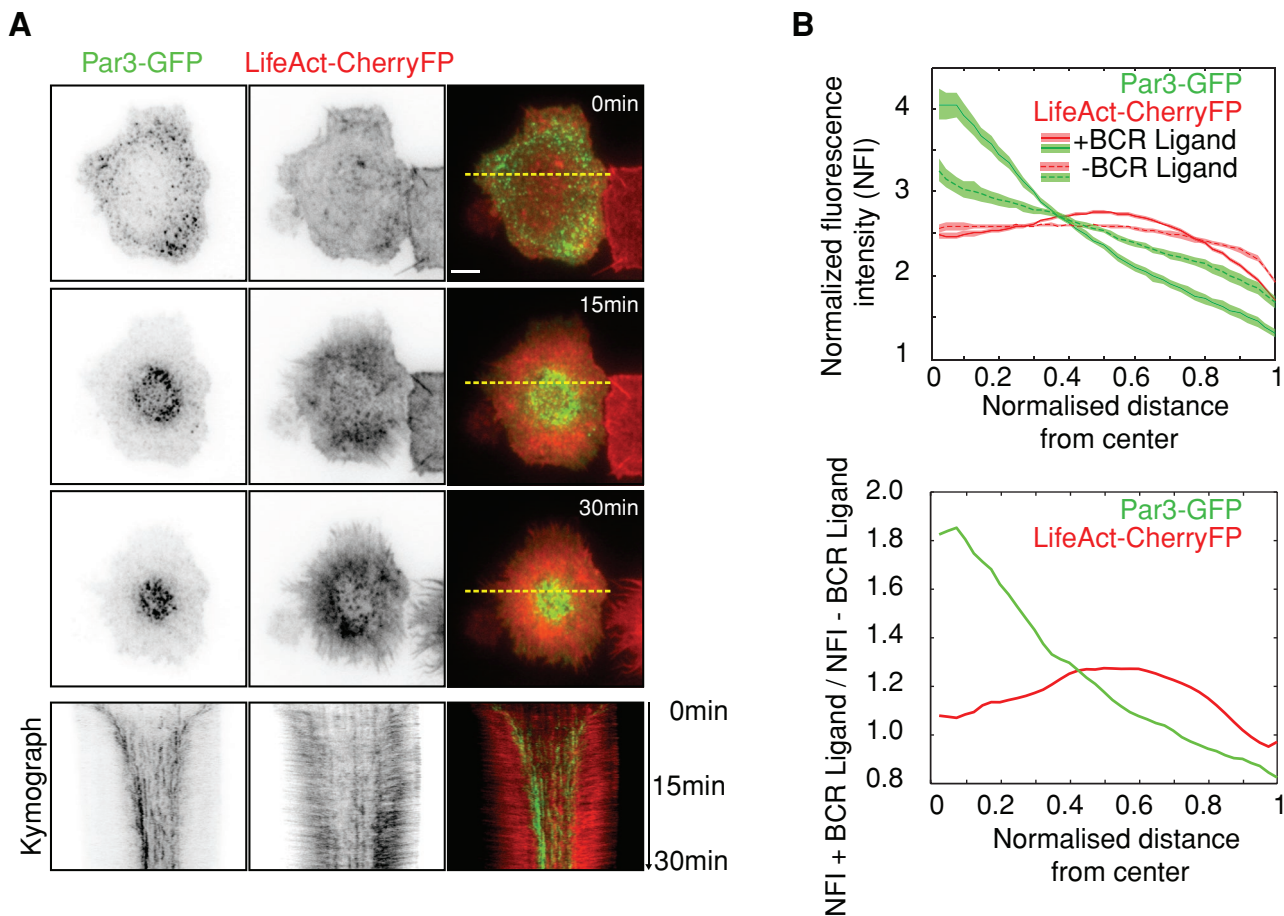 A
Par3-GFP
LifeAct-CherryFP
0min
15min
30min
Kymograph
0min
15min
30min
B
Normalized fluorescence
intensity (NFI)
4
3
2
1
Par3-GFP
LifeAct-CherryFP
+BCR Ligand
-BCR Ligand
0
0.2
0.4
0.6
0.8
1
Normalised distance
from center
NFI + BCR Ligand / NFI - BCR Ligand
2.0
1.8
1.6
1.4
1.2
1.0
0.8
Par3-GFP
LifeAct-CherryFP
0
0.2
0.4
0.6
0.8
1
Normalised distance
from center